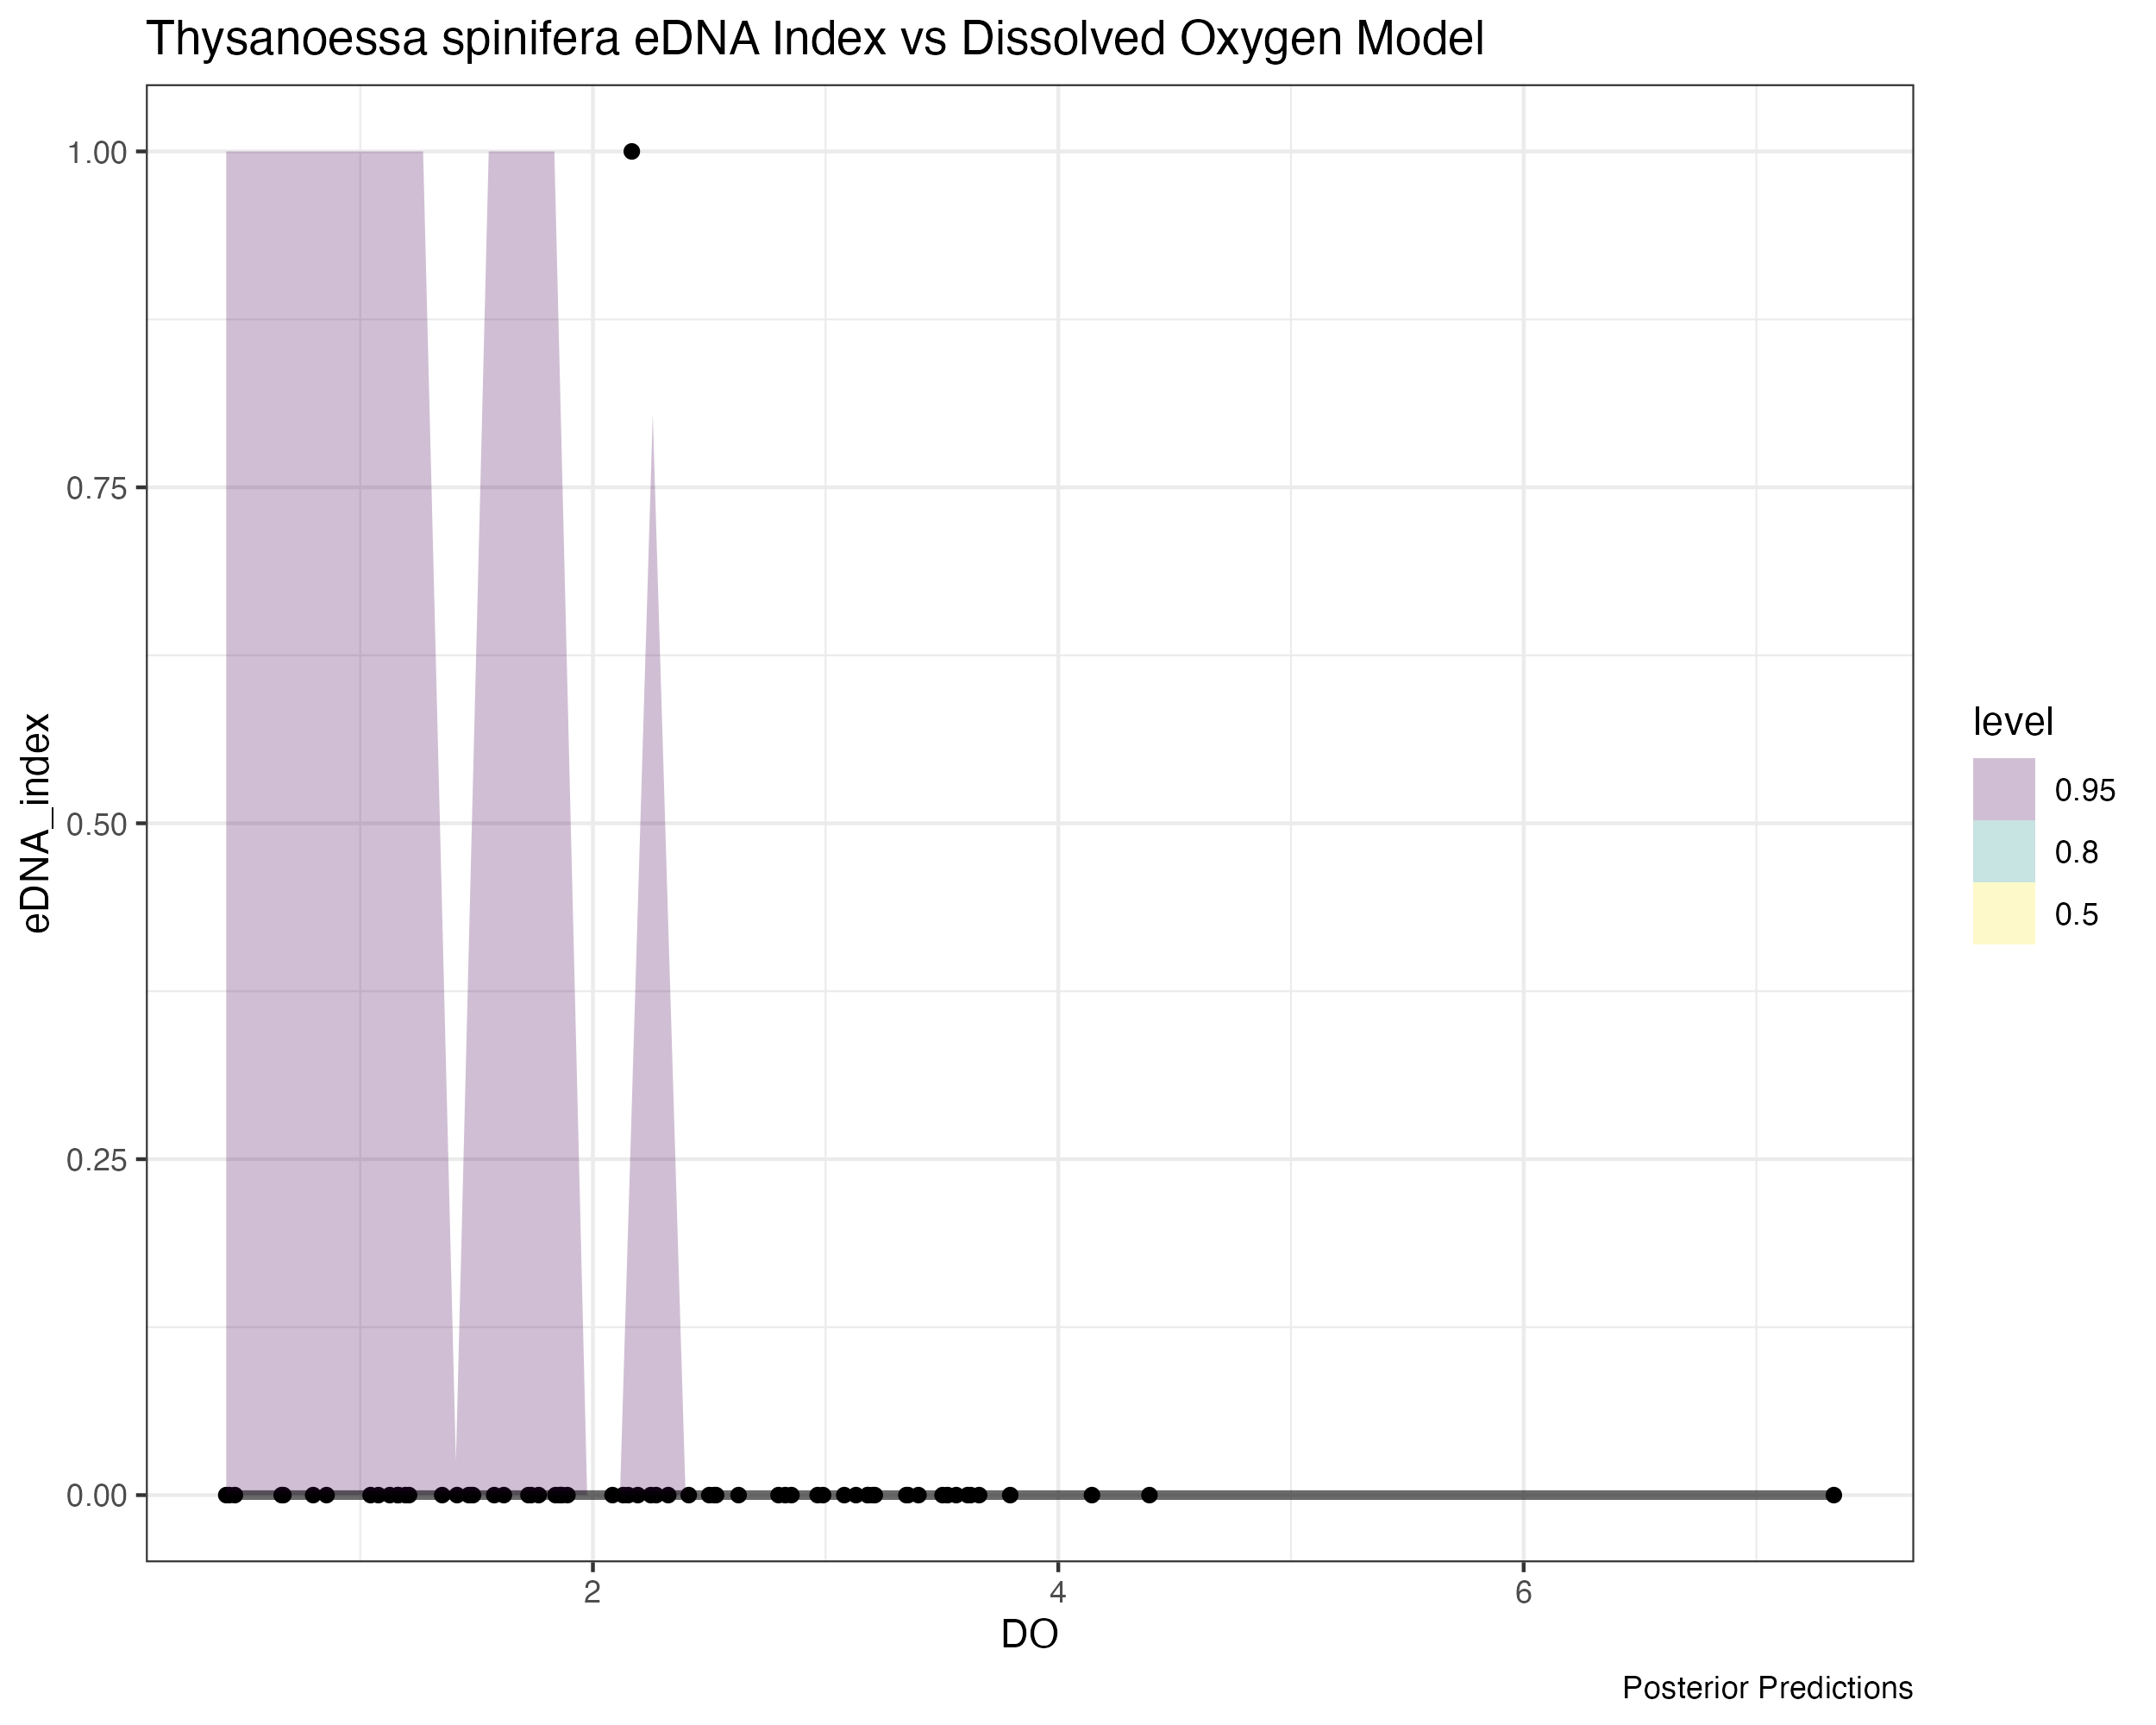 Thysanoessa spinifera eDNA Index vs Dissolved Oxygen Model
1.00
0.75
0.50
0.25
0.00
eDNA_index
2
4
6
DO
level
0.95
0.8
0.5
Posterior Predictions